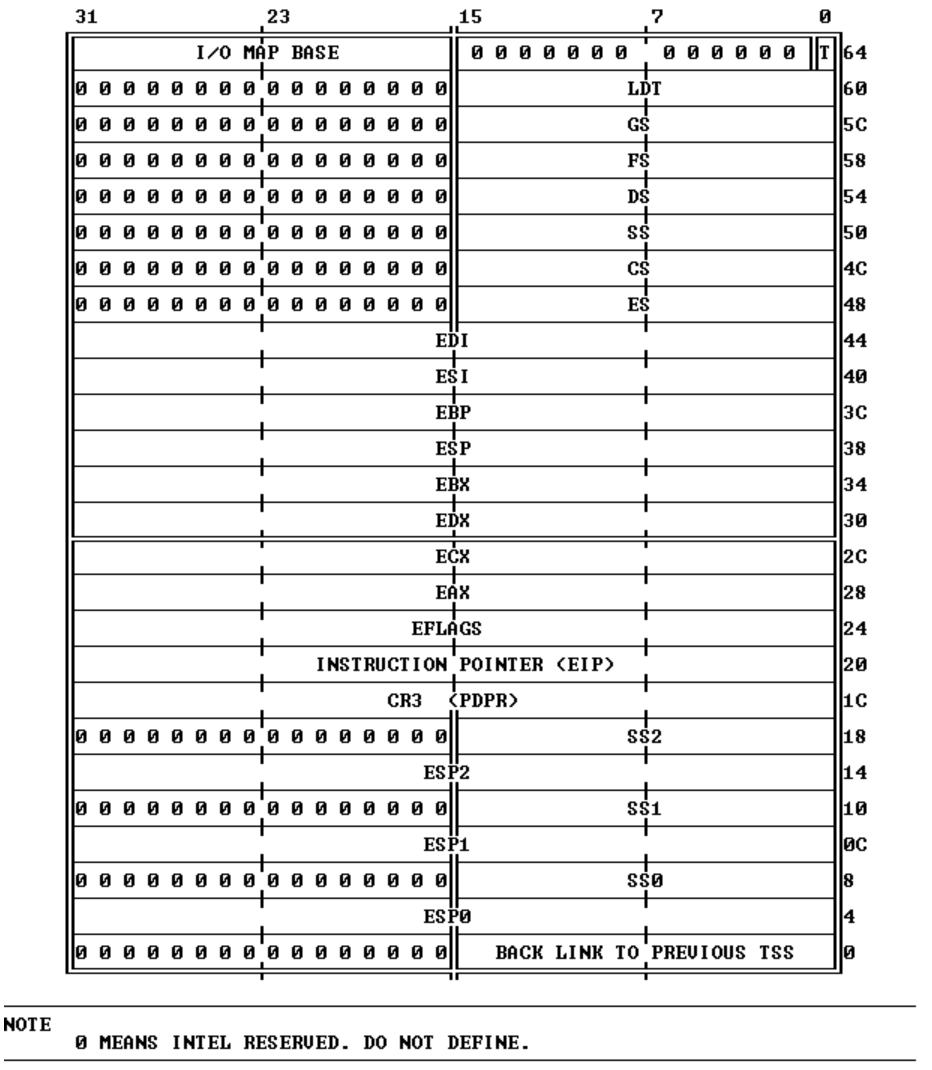 31 23 15 7 0
I/O MAP BASE 0 0 0 0 0 0 0 0 0 0 0 0 0 T 64
0 0 0 0 0 0 0 0 0 0 0 0 0 0 0 0 LDT 60
0 0 0 0 0 0 0 0 0 0 0 0 0 0 0 0 GS 5C
0 0 0 0 0 0 0 0 0 0 0 0 0 0 0 0 FS 58
0 0 0 0 0 0 0 0 0 0 0 0 0 0 0 0 DS 54
0 0 0 0 0 0 0 0 0 0 0 0 0 0 0 0 SS 50
0 0 0 0 0 0 0 0 0 0 0 0 0 0 0 0 CS 4C
0 0 0 0 0 0 0 0 0 0 0 0 0 0 0 0 ES 48
EDI 44
ESI 40
EBP 3C
ESP 38
EBX 34
EDX 30
ECX 2C
EAX 28
EFLAGS 24
INSTRUCTION POINTER (EIP) 20
CR3 (PDPR) 1C
0 0 0 0 0 0 0 0 0 0 0 0 0 0 0 0 SS2 18
ESP2 14
0 0 0 0 0 0 0 0 0 0 0 0 0 0 0 0 SS1 10
ESP1 0C
0 0 0 0 0 0 0 0 0 0 0 0 0 0 0 0 SS0 8
ESP0 4
0 0 0 0 0 0 0 0 0 0 0 0 0 0 0 0 BACK LINK TO PREVIOUS TSS 0
NOTE
0 MEANS INTEL RESERVED. DO NOT DEFINE.